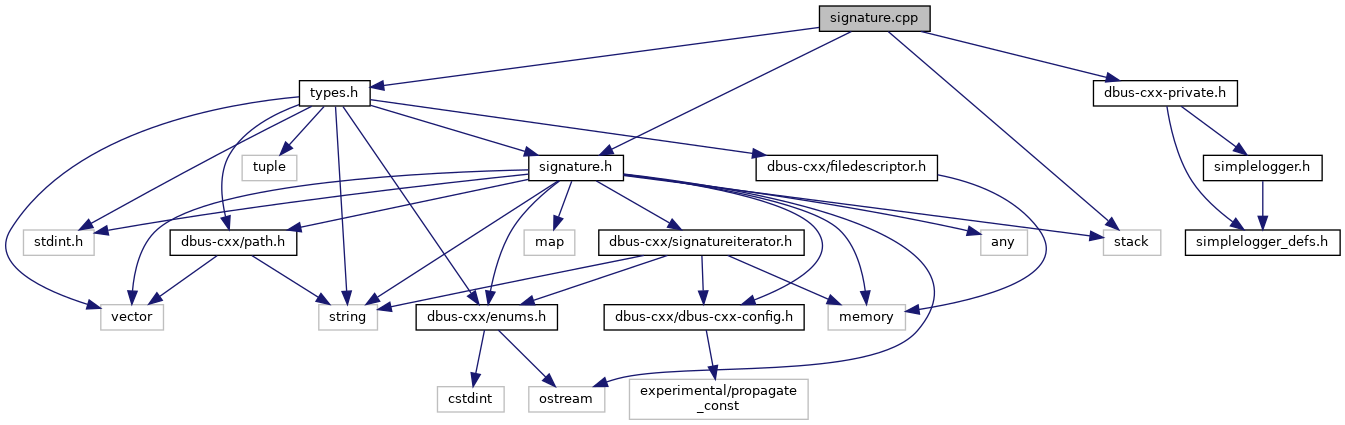 signature.cpp
types.h
dbus-cxx-private.h
tuple
signature.h
dbus-cxx/filedescriptor.h
simplelogger.h
stdint.h
dbus-cxx/path.h
map
dbus-cxx/signatureiterator.h
any
stack
simplelogger_defs.h
vector
string
dbus-cxx/enums.h
dbus-cxx/dbus-cxx-config.h
memory
cstdint
ostream
experimental/propagate
_const